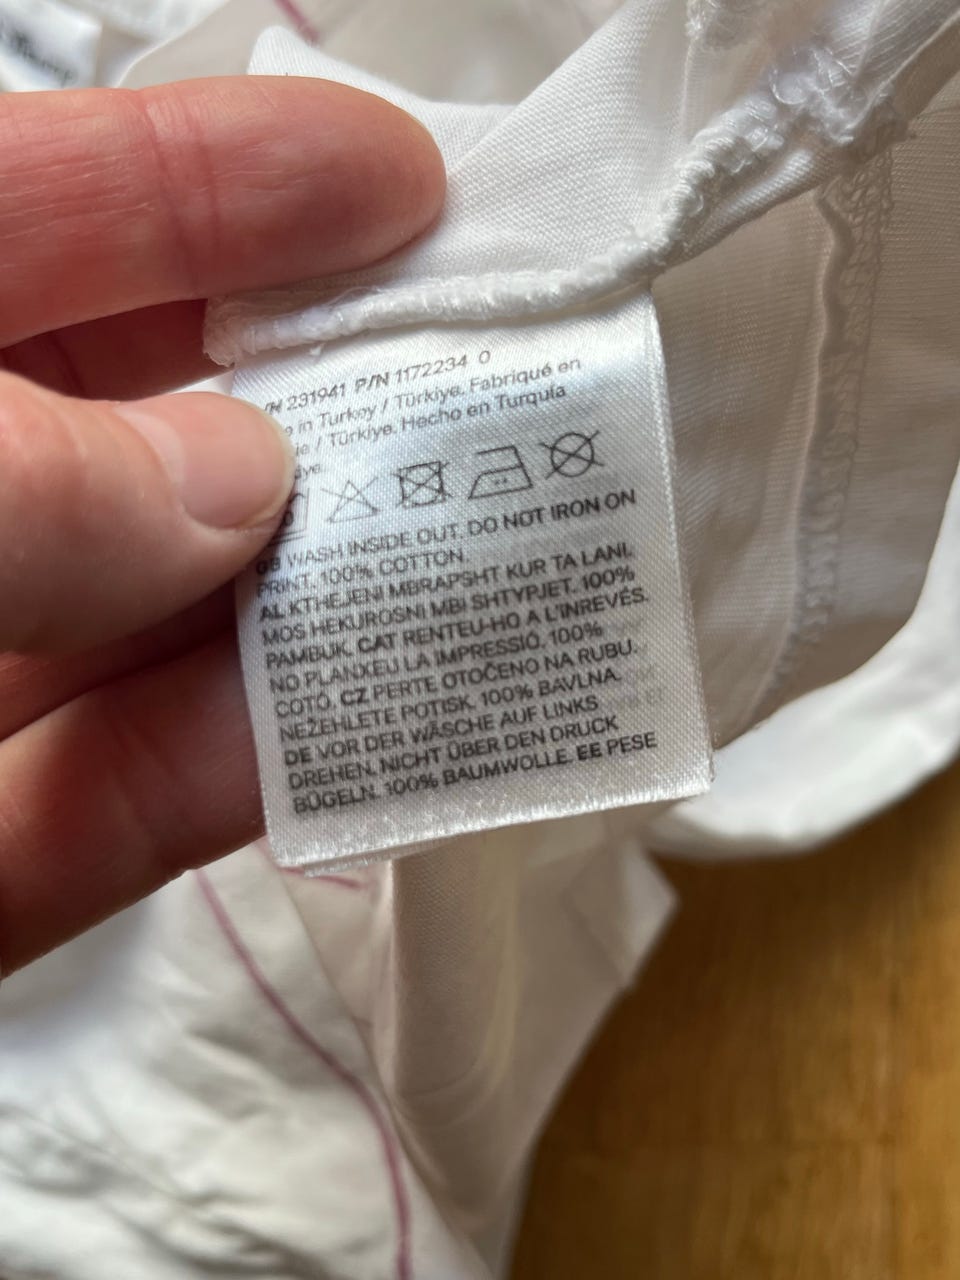 231941 P/N 1172234 0
in Turkey / Türkiye. Fabriqué en
/ Türkiye. Hecho en Turquía
GB WASH INSIDE OUT. DO NOT IRON ON
PRINT. 100% COTTON.
AL KTHEJENI MBRAPSHT KUR TA LANI.
MOS HEKUROSNI MBI SHTYPJET. 100%
PAMBUK. CAT RENTEU-HO A L'INREVÉS.
NO PLANXEU LA IMPRESSIÓ. 100%
COTÓ. CZ PERTE OTOČENO NA RUBU.
NEŽEHLETE POTISK. 100% BAVLNA.
DE VOR DER WÄSCHE AUF LINKS
DREHEN. NICHT ÜBER DEN DRUCK
BÜGELN. 100% BAUMWOLLE. EE PESE